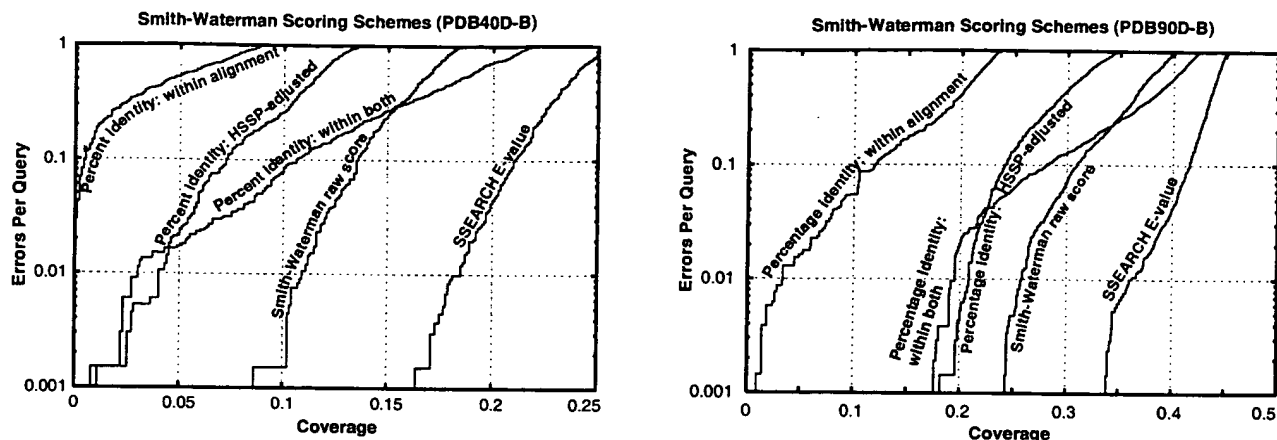 Smith-Waterman Scoring Schemes (PDB40D-B)
Errors Per Query
1
0.1
0.01
0.001
Percent Identity: within alignment
Percent Identity: HSSP-adjusted
Percent Identity: within both
Smith-Waterman raw score
SSEARCH E-value
0
0.05
0.1
0.15
0.2
0.25
Coverage
Smith-Waterman Scoring Schemes (PDB90D-B)
Errors Per Query
1
0.1
0.01
0.001
Percentage Identity: within alignment
Percentage Identity:
within both
Percentage Identity: HSSP-adjusted
Smith-Waterman raw score
SSEARCH E-value
0
0.1
0.2
0.3
0.4
0.5
Coverage